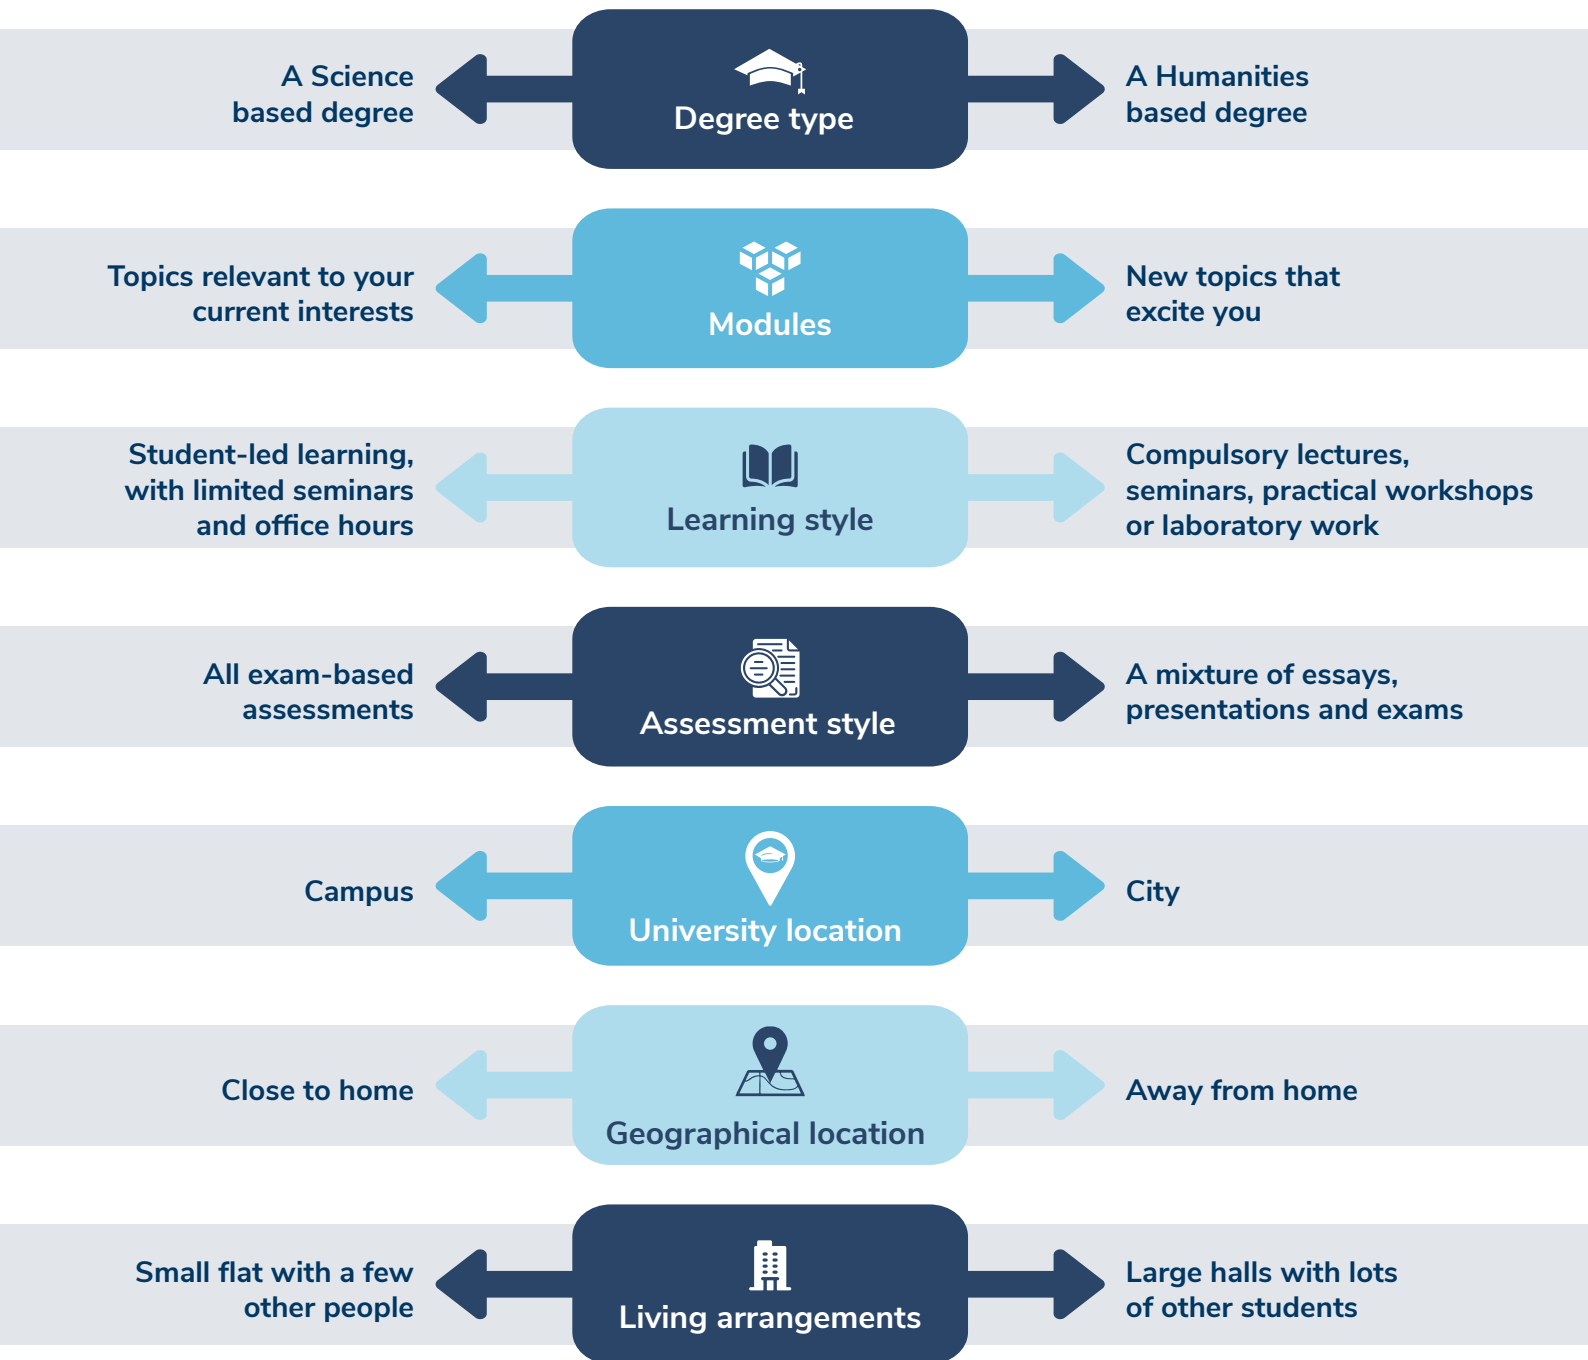 A Science
based degree
Degree type
A Humanities
based degree
Topics relevant to your
current interests
Modules
New topics that
excite you
Student-led learning,
with limited seminars
and office hours
Learning style
Compulsory lectures,
seminars, practical workshops
or laboratory work
All exam-based
assessments
Assessment style
A mixture of essays,
presentations and exams
Campus
University location
City
Close to home
Geographical location
Away from home
Small flat with a few
other people
Living arrangements
Large halls with lots
of other students